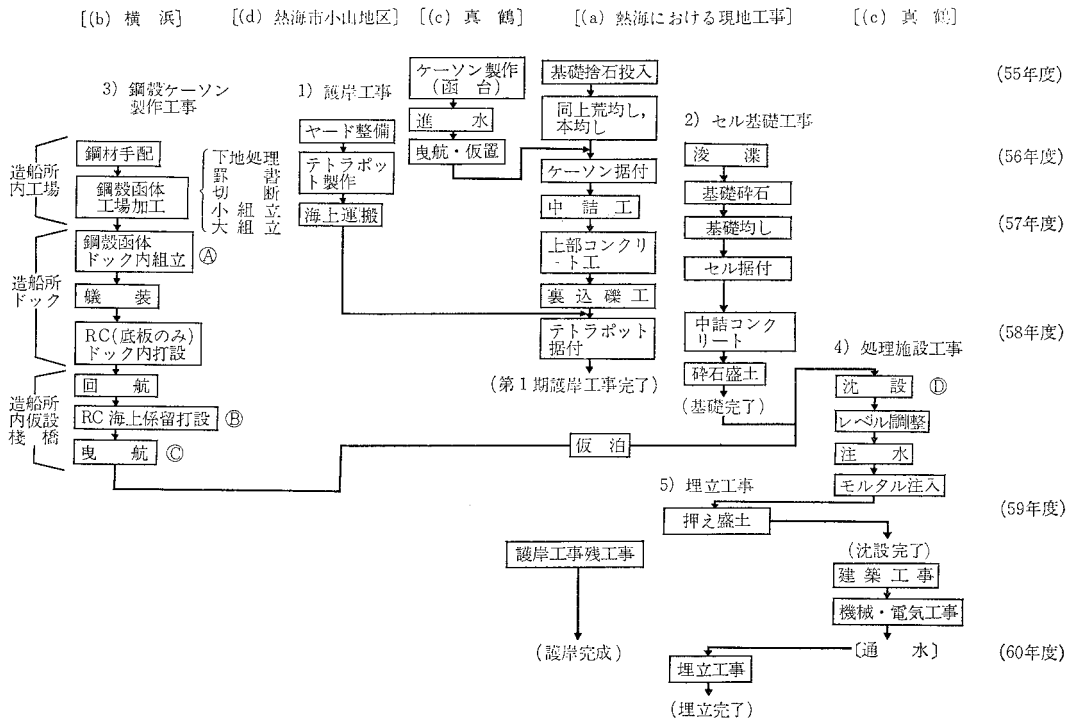 [(b) 横　浜]
[(d) 熱海市小山地区]
[(c) 真　鶴]
[(a) 熱海における現地工事]
[(c) 真　鶴]
3) 鋼殻ケーソン
製作工事
造船所
内工場
鋼材手配
鋼殻函体
工場加工
下地処理
罫　　書
切　　断
小 組 立
大 組 立
造船所
ドック
鋼殻函体
ドック内組立
Ⓐ
艤　　装
RC(底板のみ)
ドック内打設
造船所
内仮設
桟　橋
回　　航
RC海上係留打設
Ⓑ
曳　　航
Ⓒ
1) 護岸工事
ヤード整備
テトラポッ
ト製作
海上運搬
ケーソン製作
(函　台)
進　　水
曳航・仮置
基礎捨石投入
同上荒均し,
本均し
ケーソン据付
中　詰　工
上部コンクリ
ート工
裏 込 礫 工
テトラポット
据付
(第1期護岸工事完了)
2) セル基礎工事
浚　　渫
基礎砕石
基礎均し
セル据付
中詰コンク
リート
砕石盛土
(基礎完了)
仮　泊
4) 処理施設工事
沈　　設
Ⓓ
レベル調整
注　　水
モルタル注入
5) 埋立工事
押え盛土
(沈設完了)
建 築 工 事
機械・電気工事
〔通　　水〕
護岸工事残工事
(護岸完成)
埋立工事
(埋立完了)
(55年度)
(56年度)
(57年度)
(58年度)
(59年度)
(60年度)